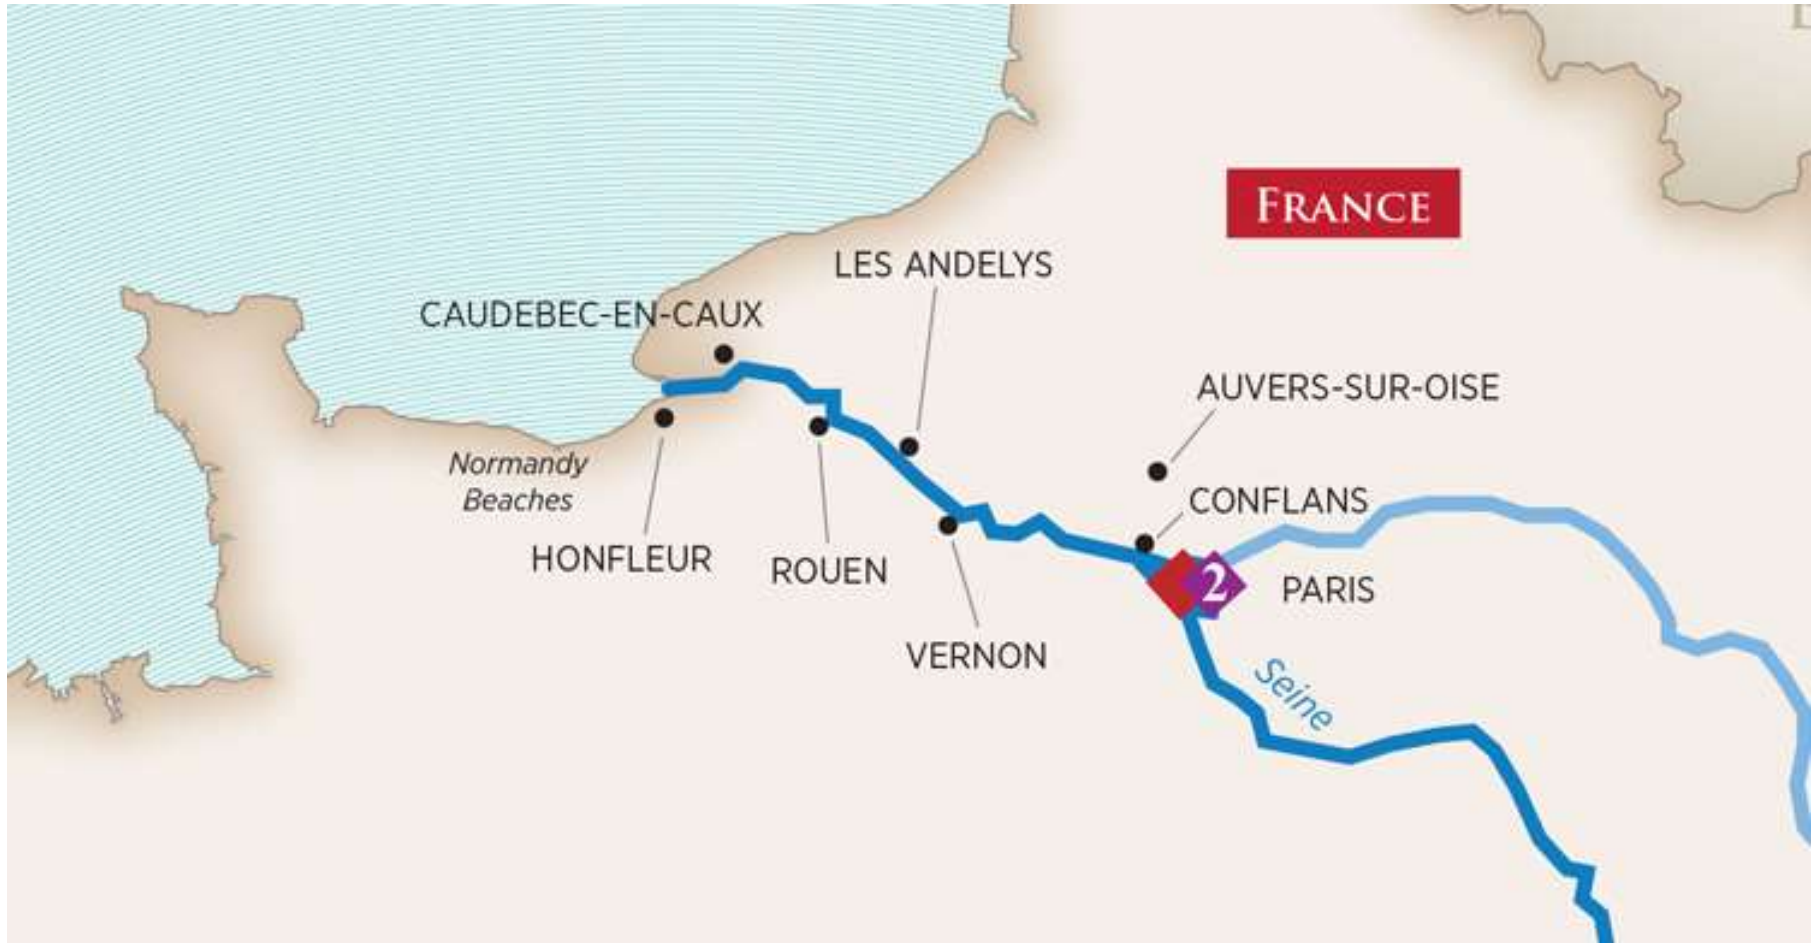 FRANCE
LES ANDELYS
CAUDEBEC-EN-CAUX
AUVERS-SUR-OISE
Normandy
Beaches
CONFLANS
HONFLEUR
ROUEN
2
PARIS
VERNON
Seine